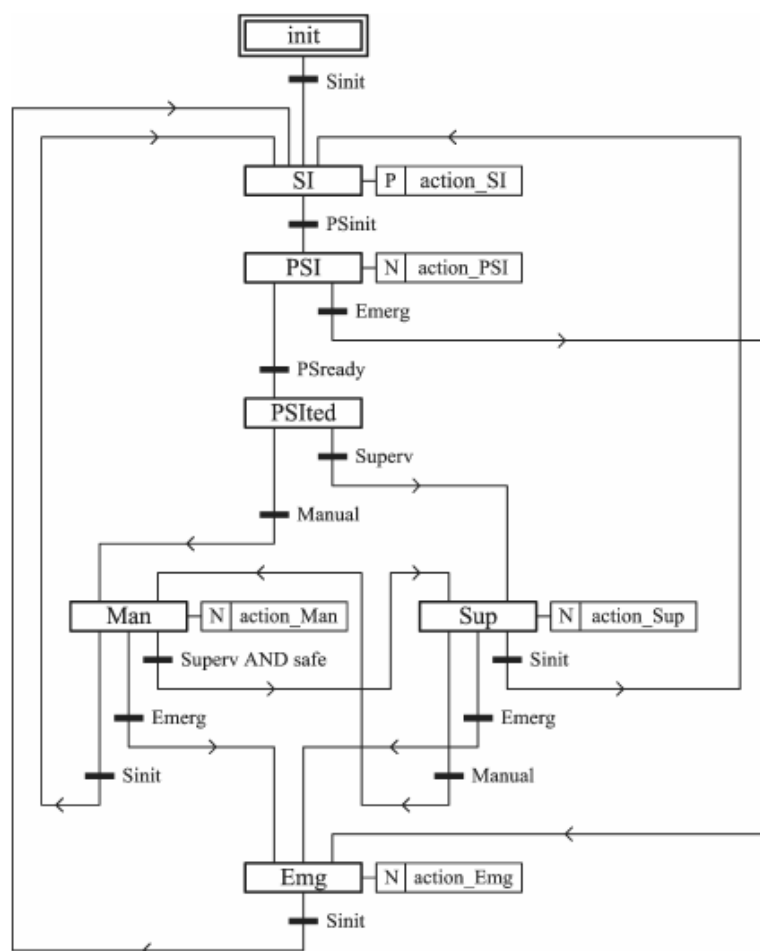 init
Sinit
SI P action_SI
PSinit
PSI N action_PSI
Emerg
PSready
PSIted
Superv
Manual
Man N action_Man Sup N action_Sup
Superv AND safe Sinit
Emerg Emerg
Sinit Manual
Emg N action_Emg
Sinit